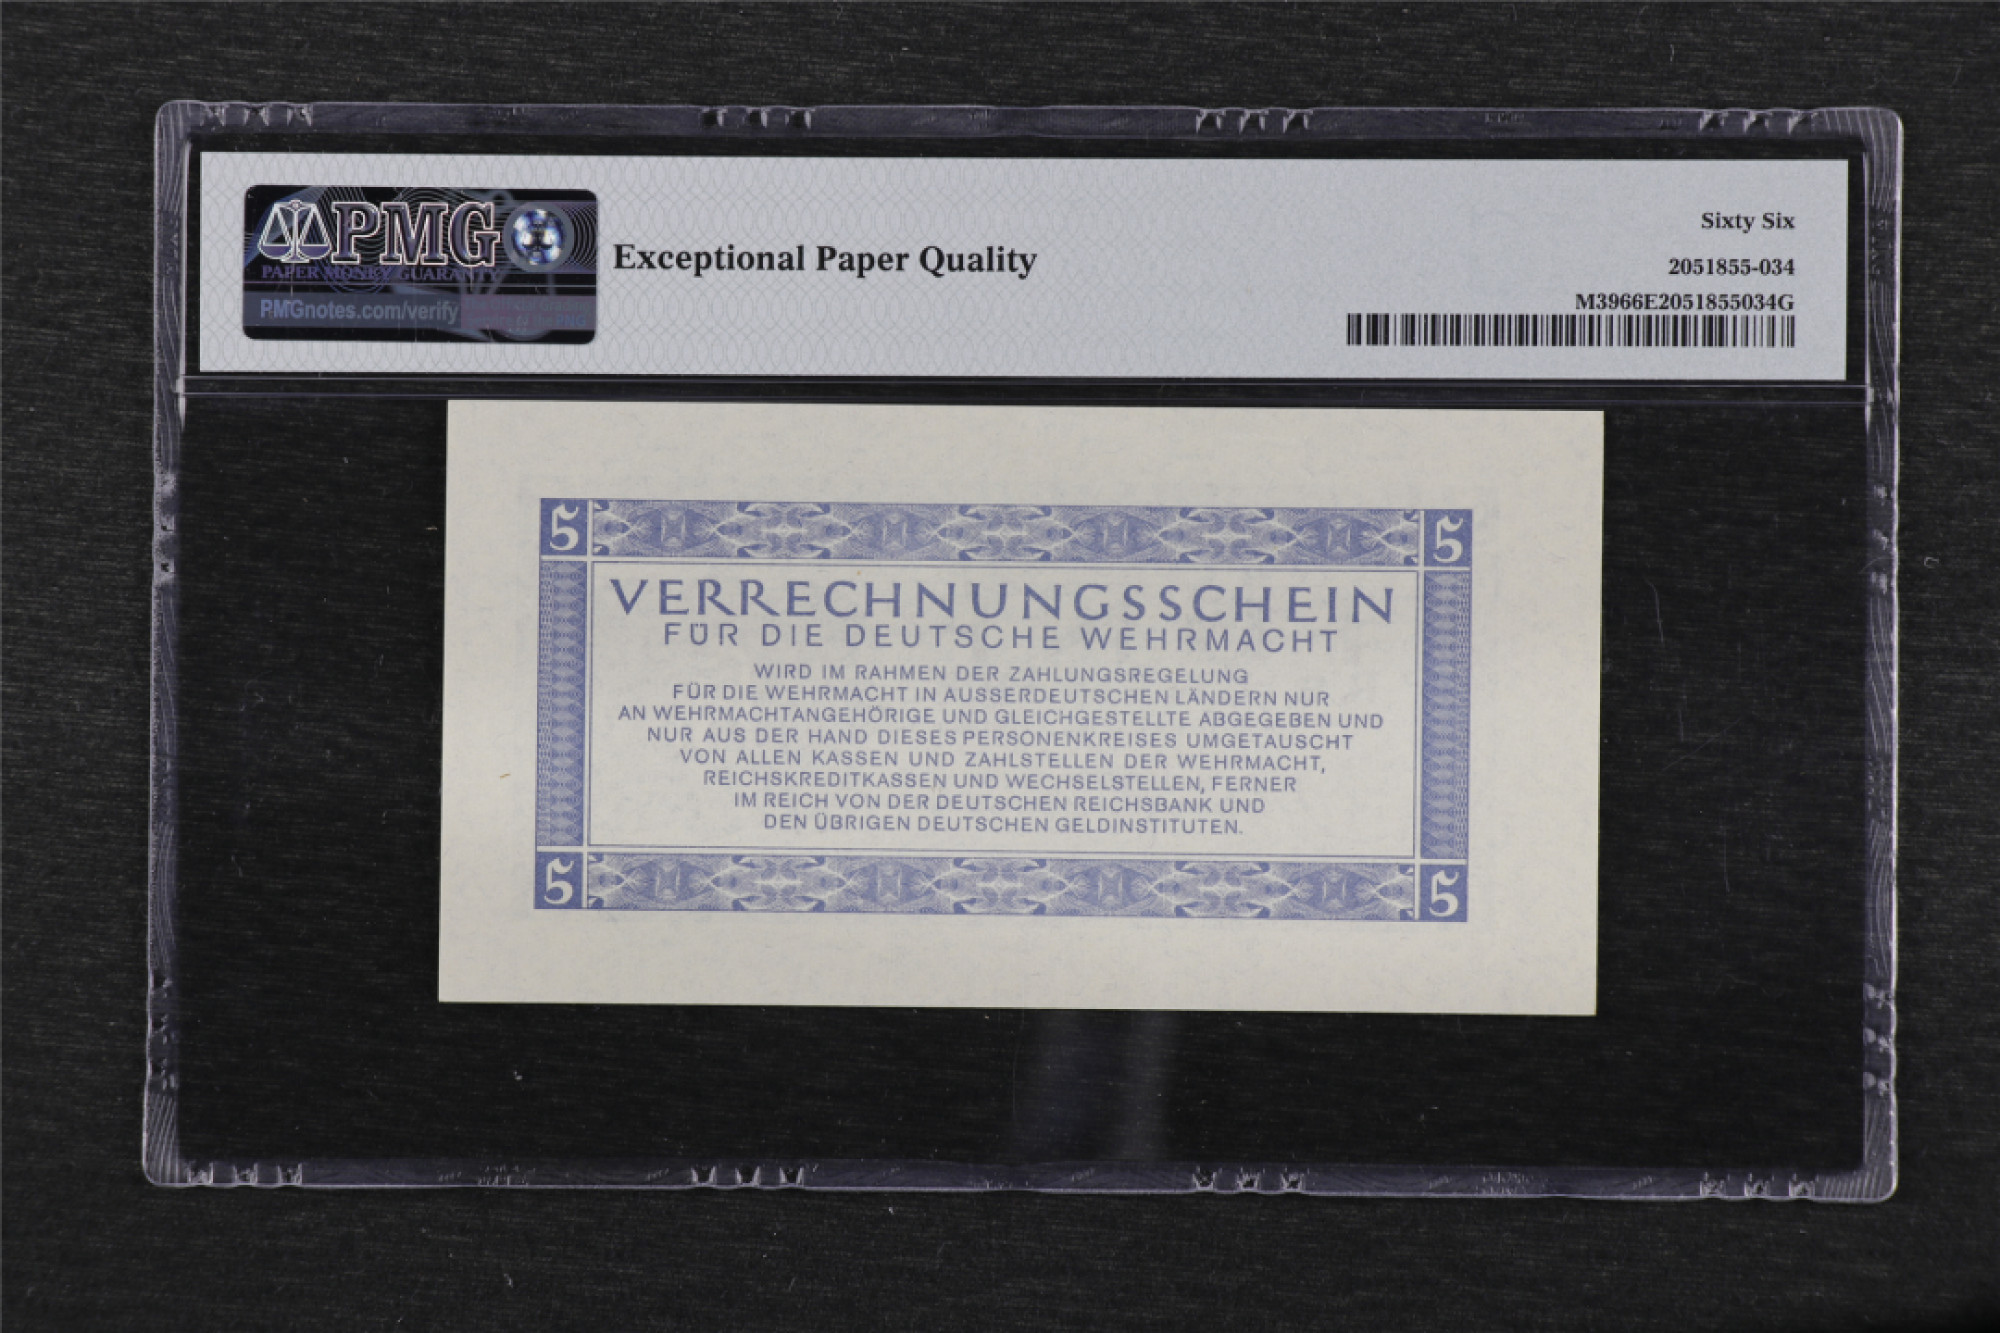 PMG
PAPER MONEY GUARANTY
PMGnotes.com/verify
Exceptional Paper Quality
Sixty Six
2051855-034
M3966E2051855034G
5 5
VERRECHNUNGSSCHEIN
FÜR DIE DEUTSCHE WEHRMACHT
WIRD IM RAHMEN DER ZAHLUNGSREGELUNG
FÜR DIE WEHRMACHT IN AUSSERDEUTSCHEN LÄNDERN NUR
AN WEHRMACHTANGEHÖRIGE UND GLEICHGESTELLTE ABGEGEBEN UND
NUR AUS DER HAND DIESES PERSONENKREISES UMGETAUSCHT
VON ALLEN KASSEN UND ZAHLSTELLEN DER WEHRMACHT,
REICHSKREDITKASSEN UND WECHSELSTELLEN, FERNER
IM REICH VON DER DEUTSCHEN REICHSBANK UND
DEN ÜBRIGEN DEUTSCHEN GELDINSTITUTEN.
5 5